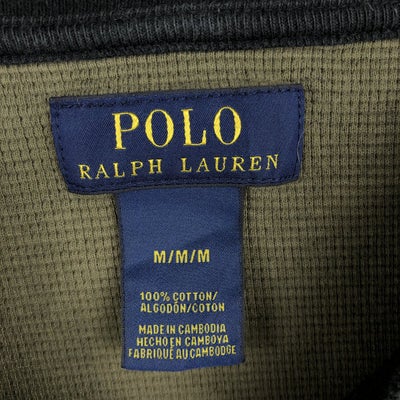 POLO
RALPH LAUREN
M/M/M
100% COTTON/
ALGODÓN/COTON
MADE IN CAMBODIA
HECHO EN CAMBOYA
FABRIQUÉ AU CAMBODGE